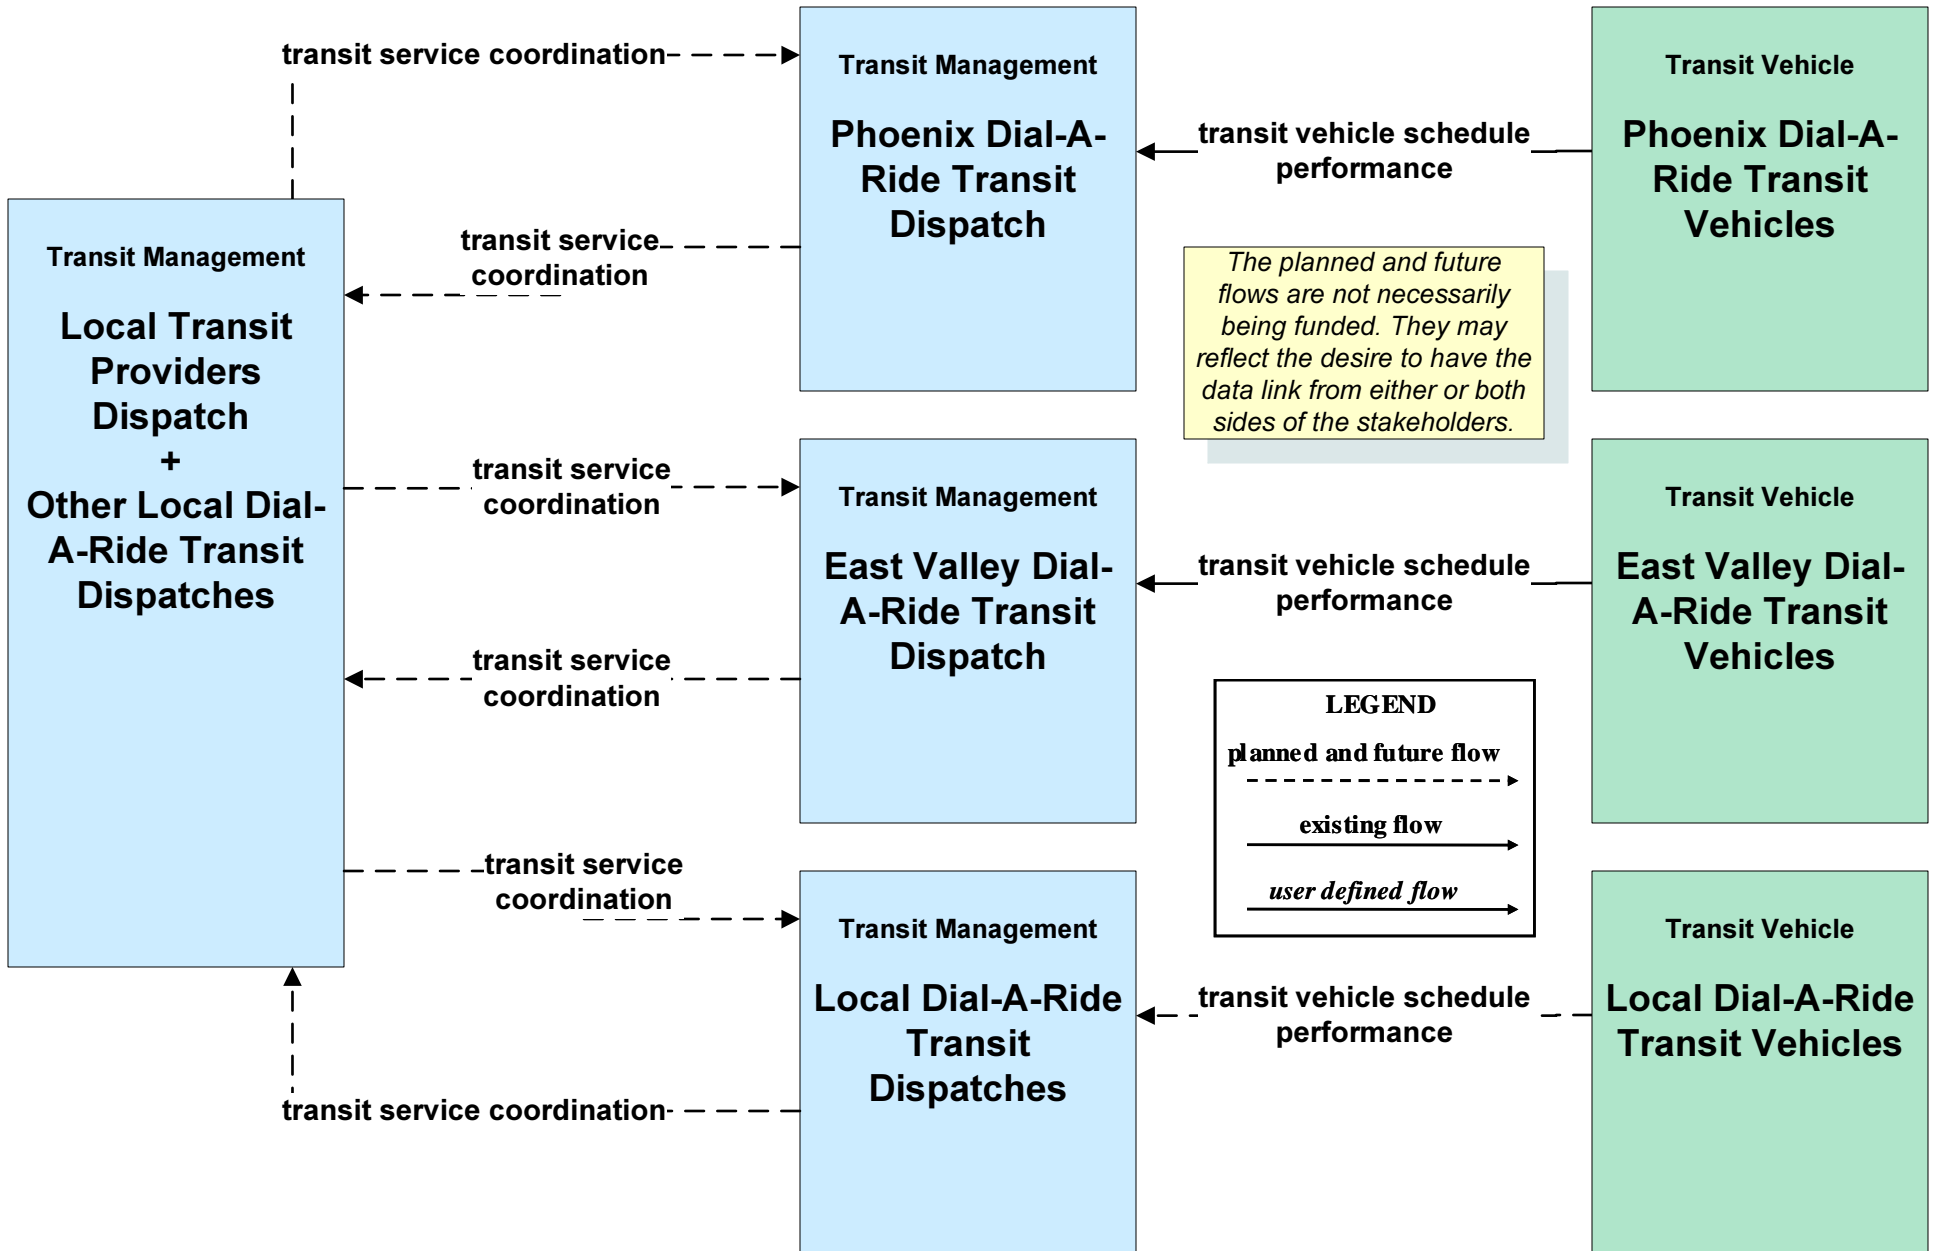 transit service coordination
Transit Management
Phoenix Dial-A-
Ride Transit
Dispatch
transit vehicle schedule
performance
Transit Vehicle
Phoenix Dial-A-
Ride Transit
Vehicles
transit service
coordination
Transit Management
Local Transit
Providers
Dispatch
+
Other Local Dial-
A-Ride Transit
Dispatches
The planned and future
flows are not necessarily
being funded. They may
reflect the desire to have the
data link from either or both
sides of the stakeholders.
transit service
coordination
Transit Management
East Valley Dial-
A-Ride Transit
Dispatch
transit vehicle schedule
performance
Transit Vehicle
East Valley Dial-
A-Ride Transit
Vehicles
transit service
coordination
LEGEND
planned and future flow
existing flow
user defined flow
transit service
coordination
Transit Management
Local Dial-A-Ride
Transit
Dispatches
transit vehicle schedule
performance
Transit Vehicle
Local Dial-A-Ride
Transit Vehicles
transit service coordination